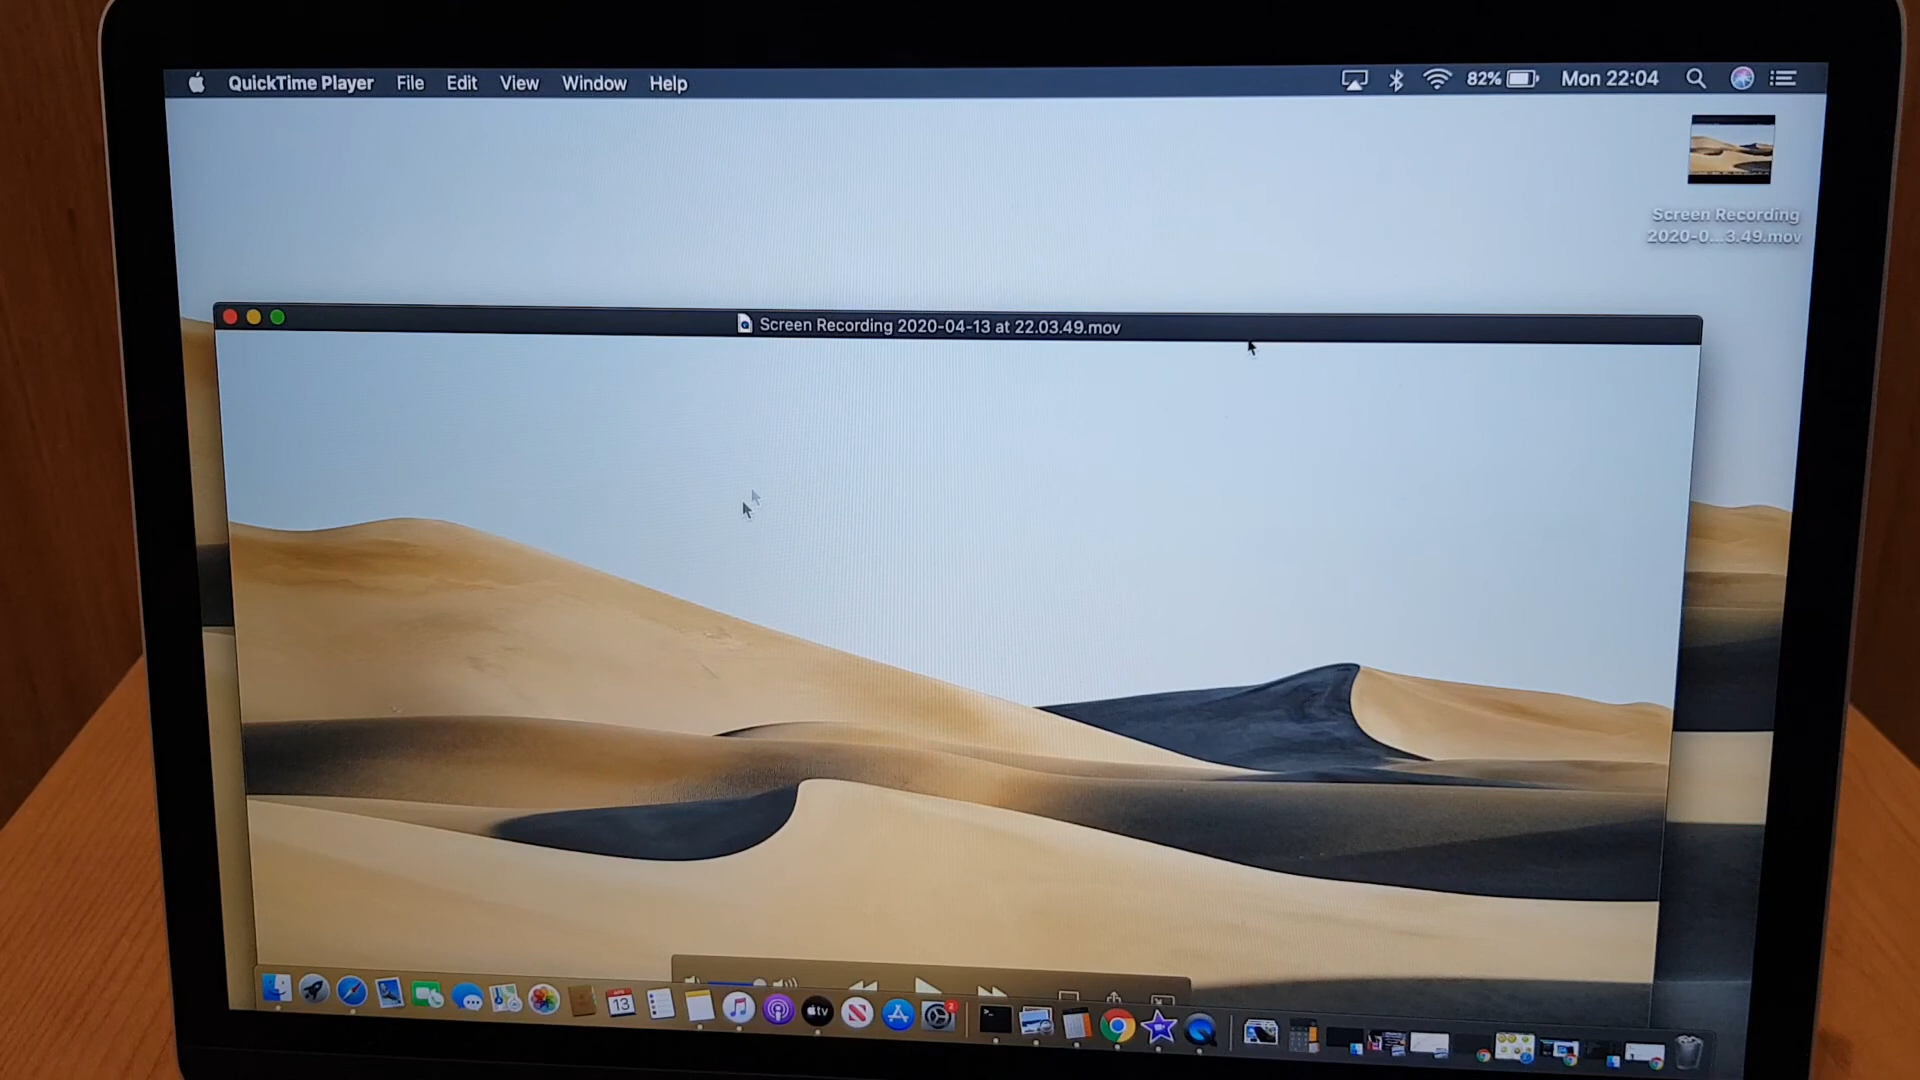 QuickTime Player File Edit View Window Help 82% Mon 22:04
Screen Recording
2020-0...3.49.mov
Screen Recording 2020-04-13 at 22.03.49.mov
13
tv
2